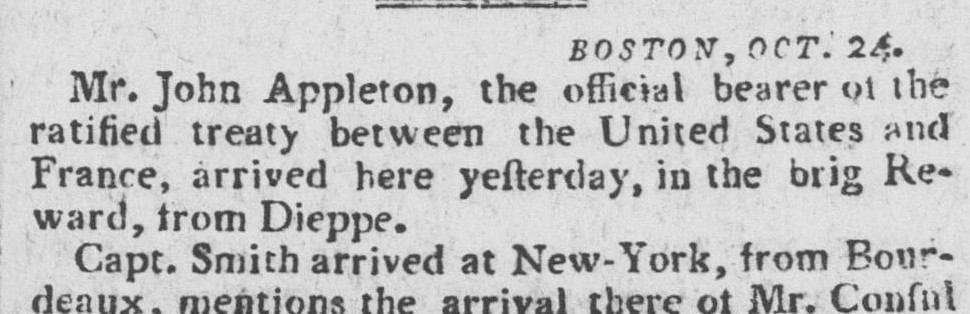 BOSTON, OCT. 24.
Mr. John Appleton, the official bearer of the
ratified treaty between the United States and
France, arrived here yeſterday, in the brig Re-
ward, from Dieppe.
Capt. Smith arrived at New-York, from Bour-
deaux, mentions the arrival there of Mr. Conſul